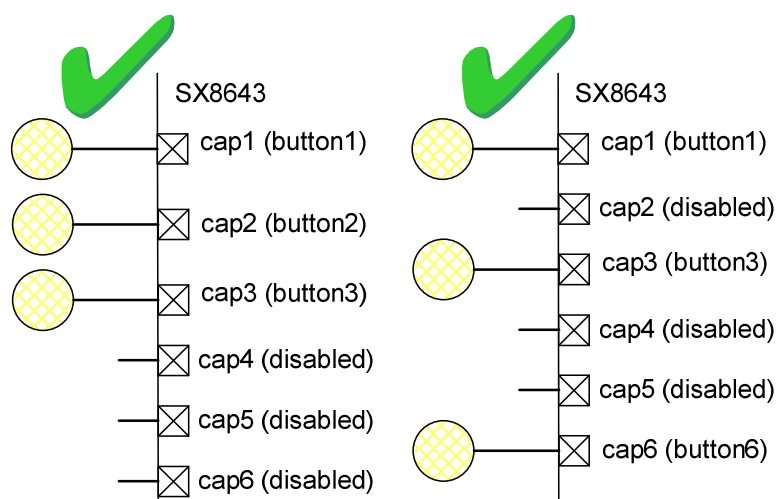 SX8643
cap1 (button1)
cap2 (button2)
cap3 (button3)
cap4 (disabled)
cap5 (disabled)
cap6 (disabled)
SX8643
cap1 (button1)
cap2 (disabled)
cap3 (button3)
cap4 (disabled)
cap5 (disabled)
cap6 (button6)